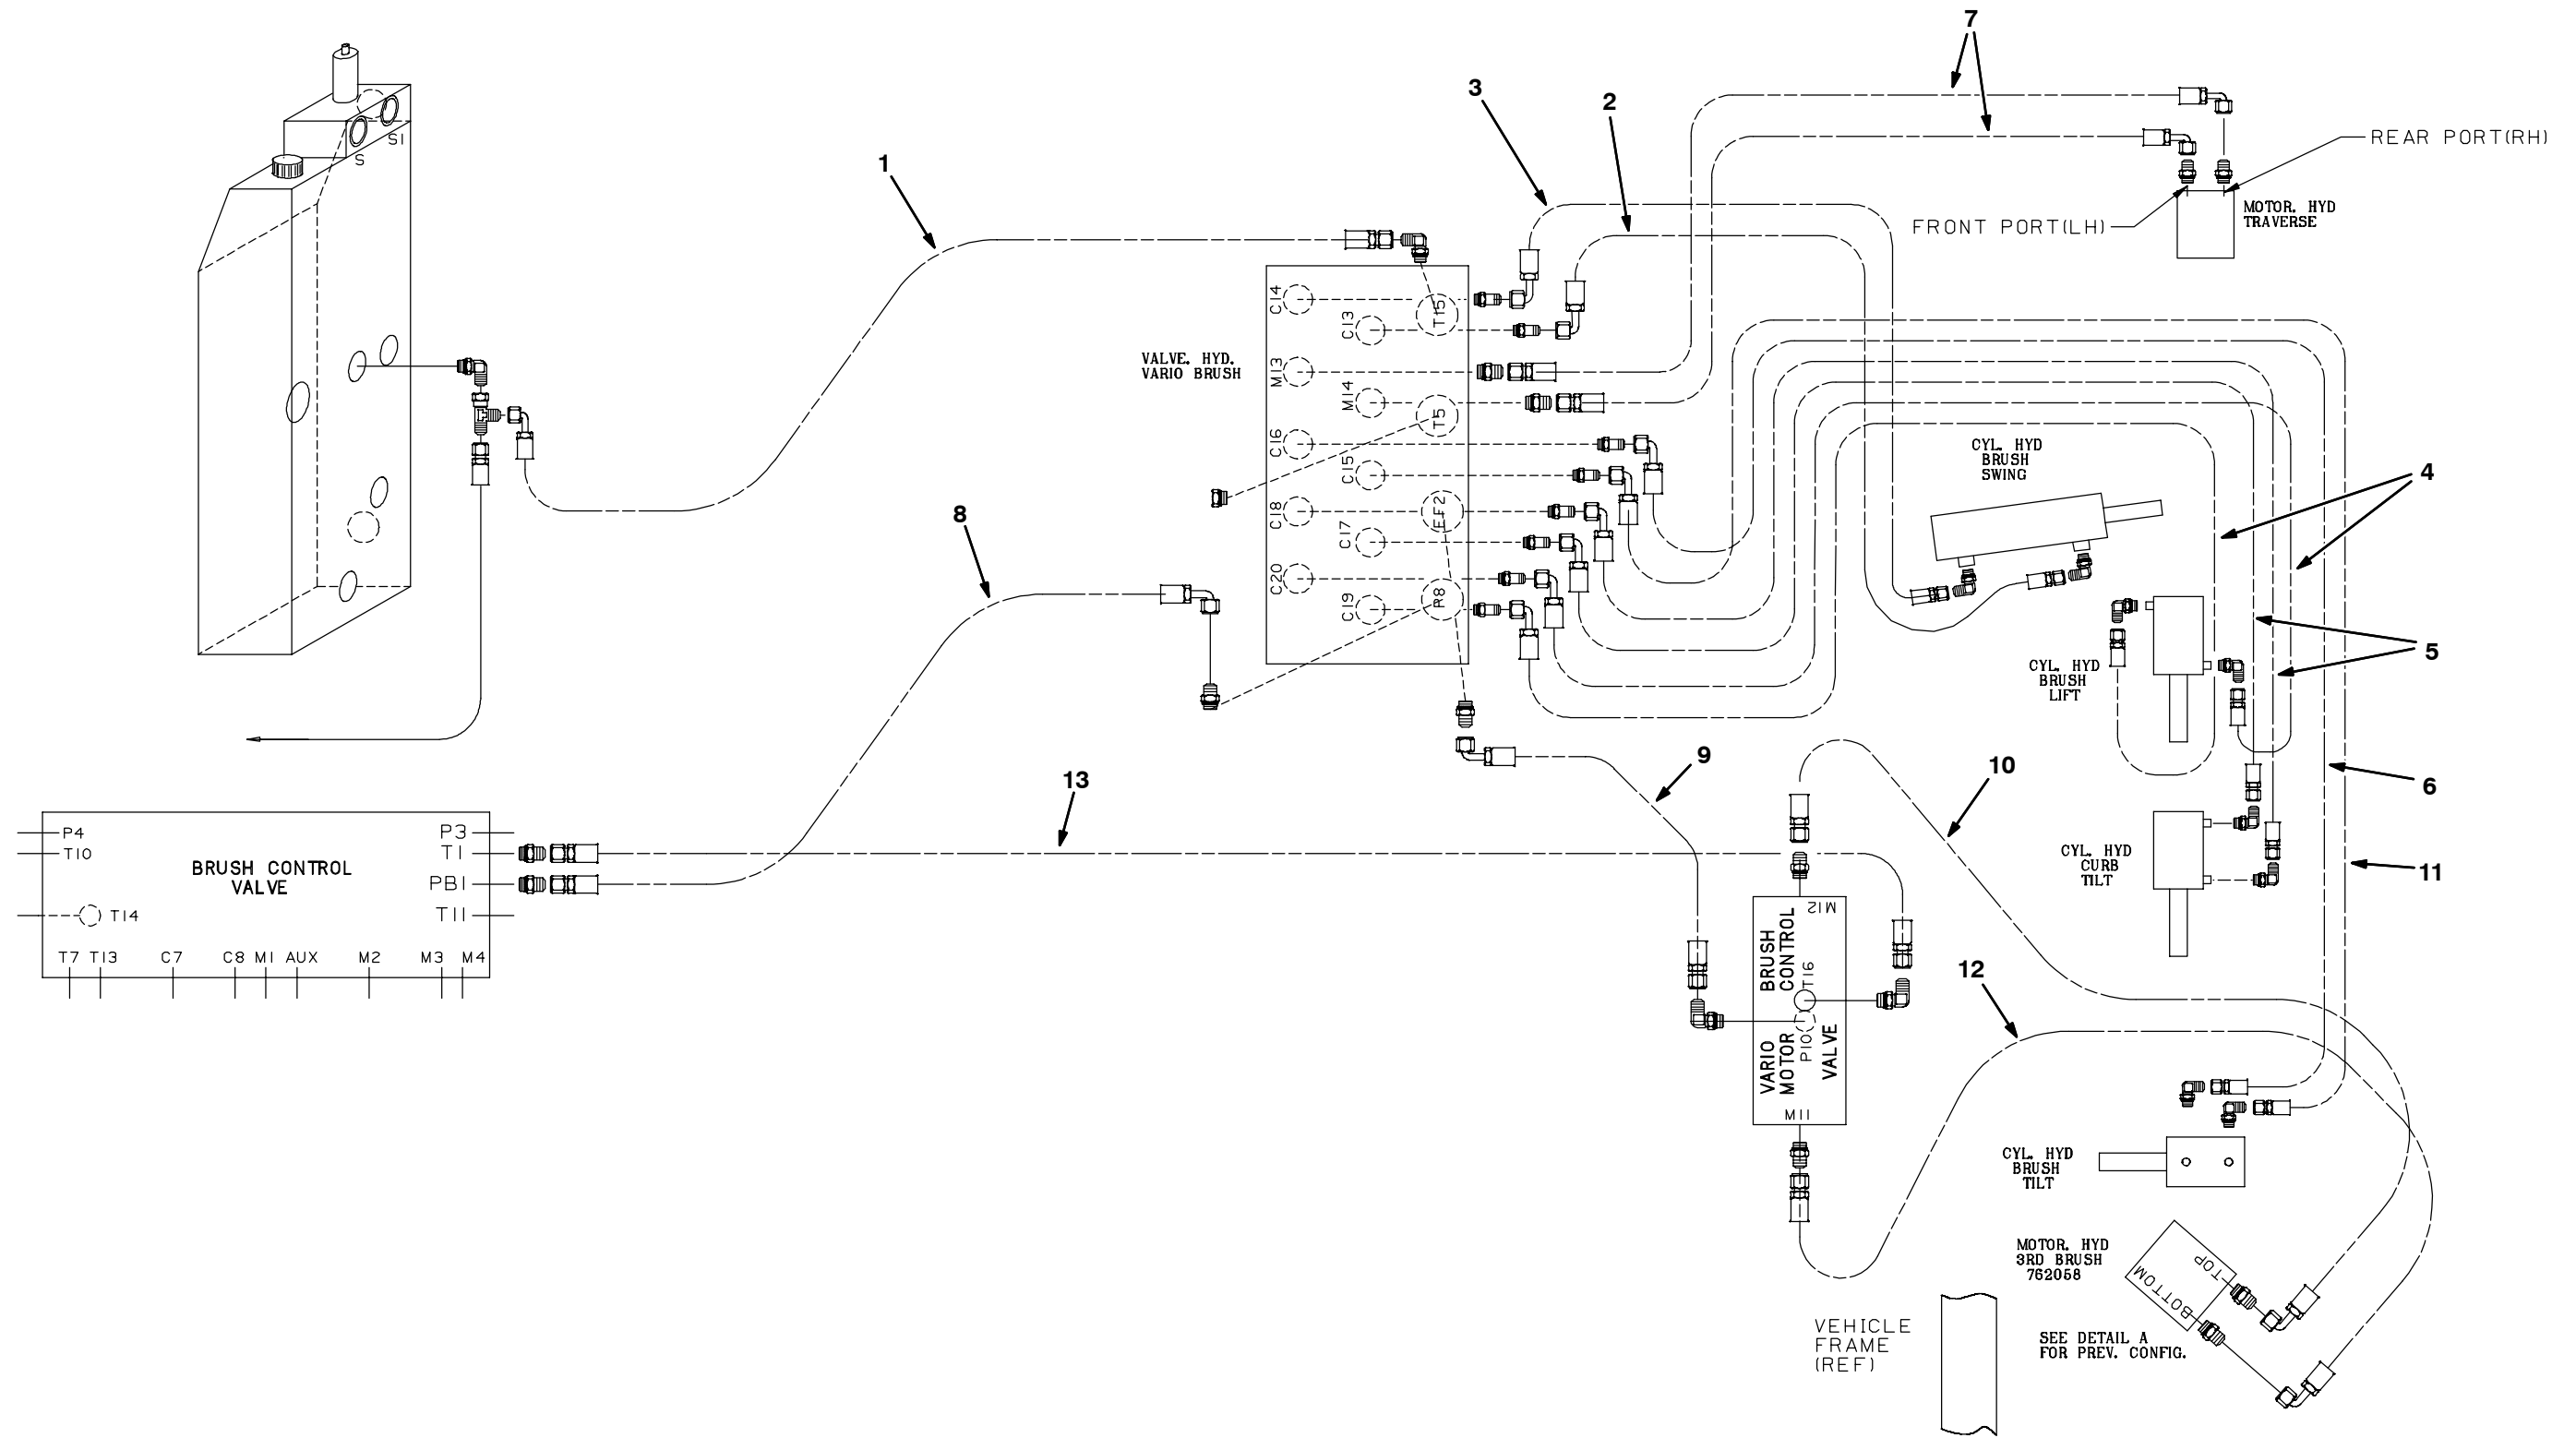 7
3
2
S1
S
REAR PORT(RH)
1
MOTOR. HYD
TRAVERSE
FRONT PORT(LH)
C14
T15
C13
VALVE. HYD.
VARIO BRUSH
M13
M14
T5
C16
C15
CYL. HYD
BRUSH
SWING
4
8
C18
EF2
C17
C20
R8
C19
5
CYL. HYD
BRUSH
LIFT
9
10
6
13
P4
T10
BRUSH CONTROL
VALVE
P3
T1
PB1
T11
T14
T7 T13 C7 C8 M1 AUX M2 M3 M4
CYL. HYD
CURB
TILT
11
M12
VARIO BRUSH
MOTOR CONTROL
VALVE
T16
P10
M11
12
CYL. HYD
BRUSH
TILT
MOTOR. HYD
3RD BRUSH
762058
TOP
BOTTOM
VEHICLE
FRAME
(REF)
SEE DETAIL A
FOR PREV. CONFIG.